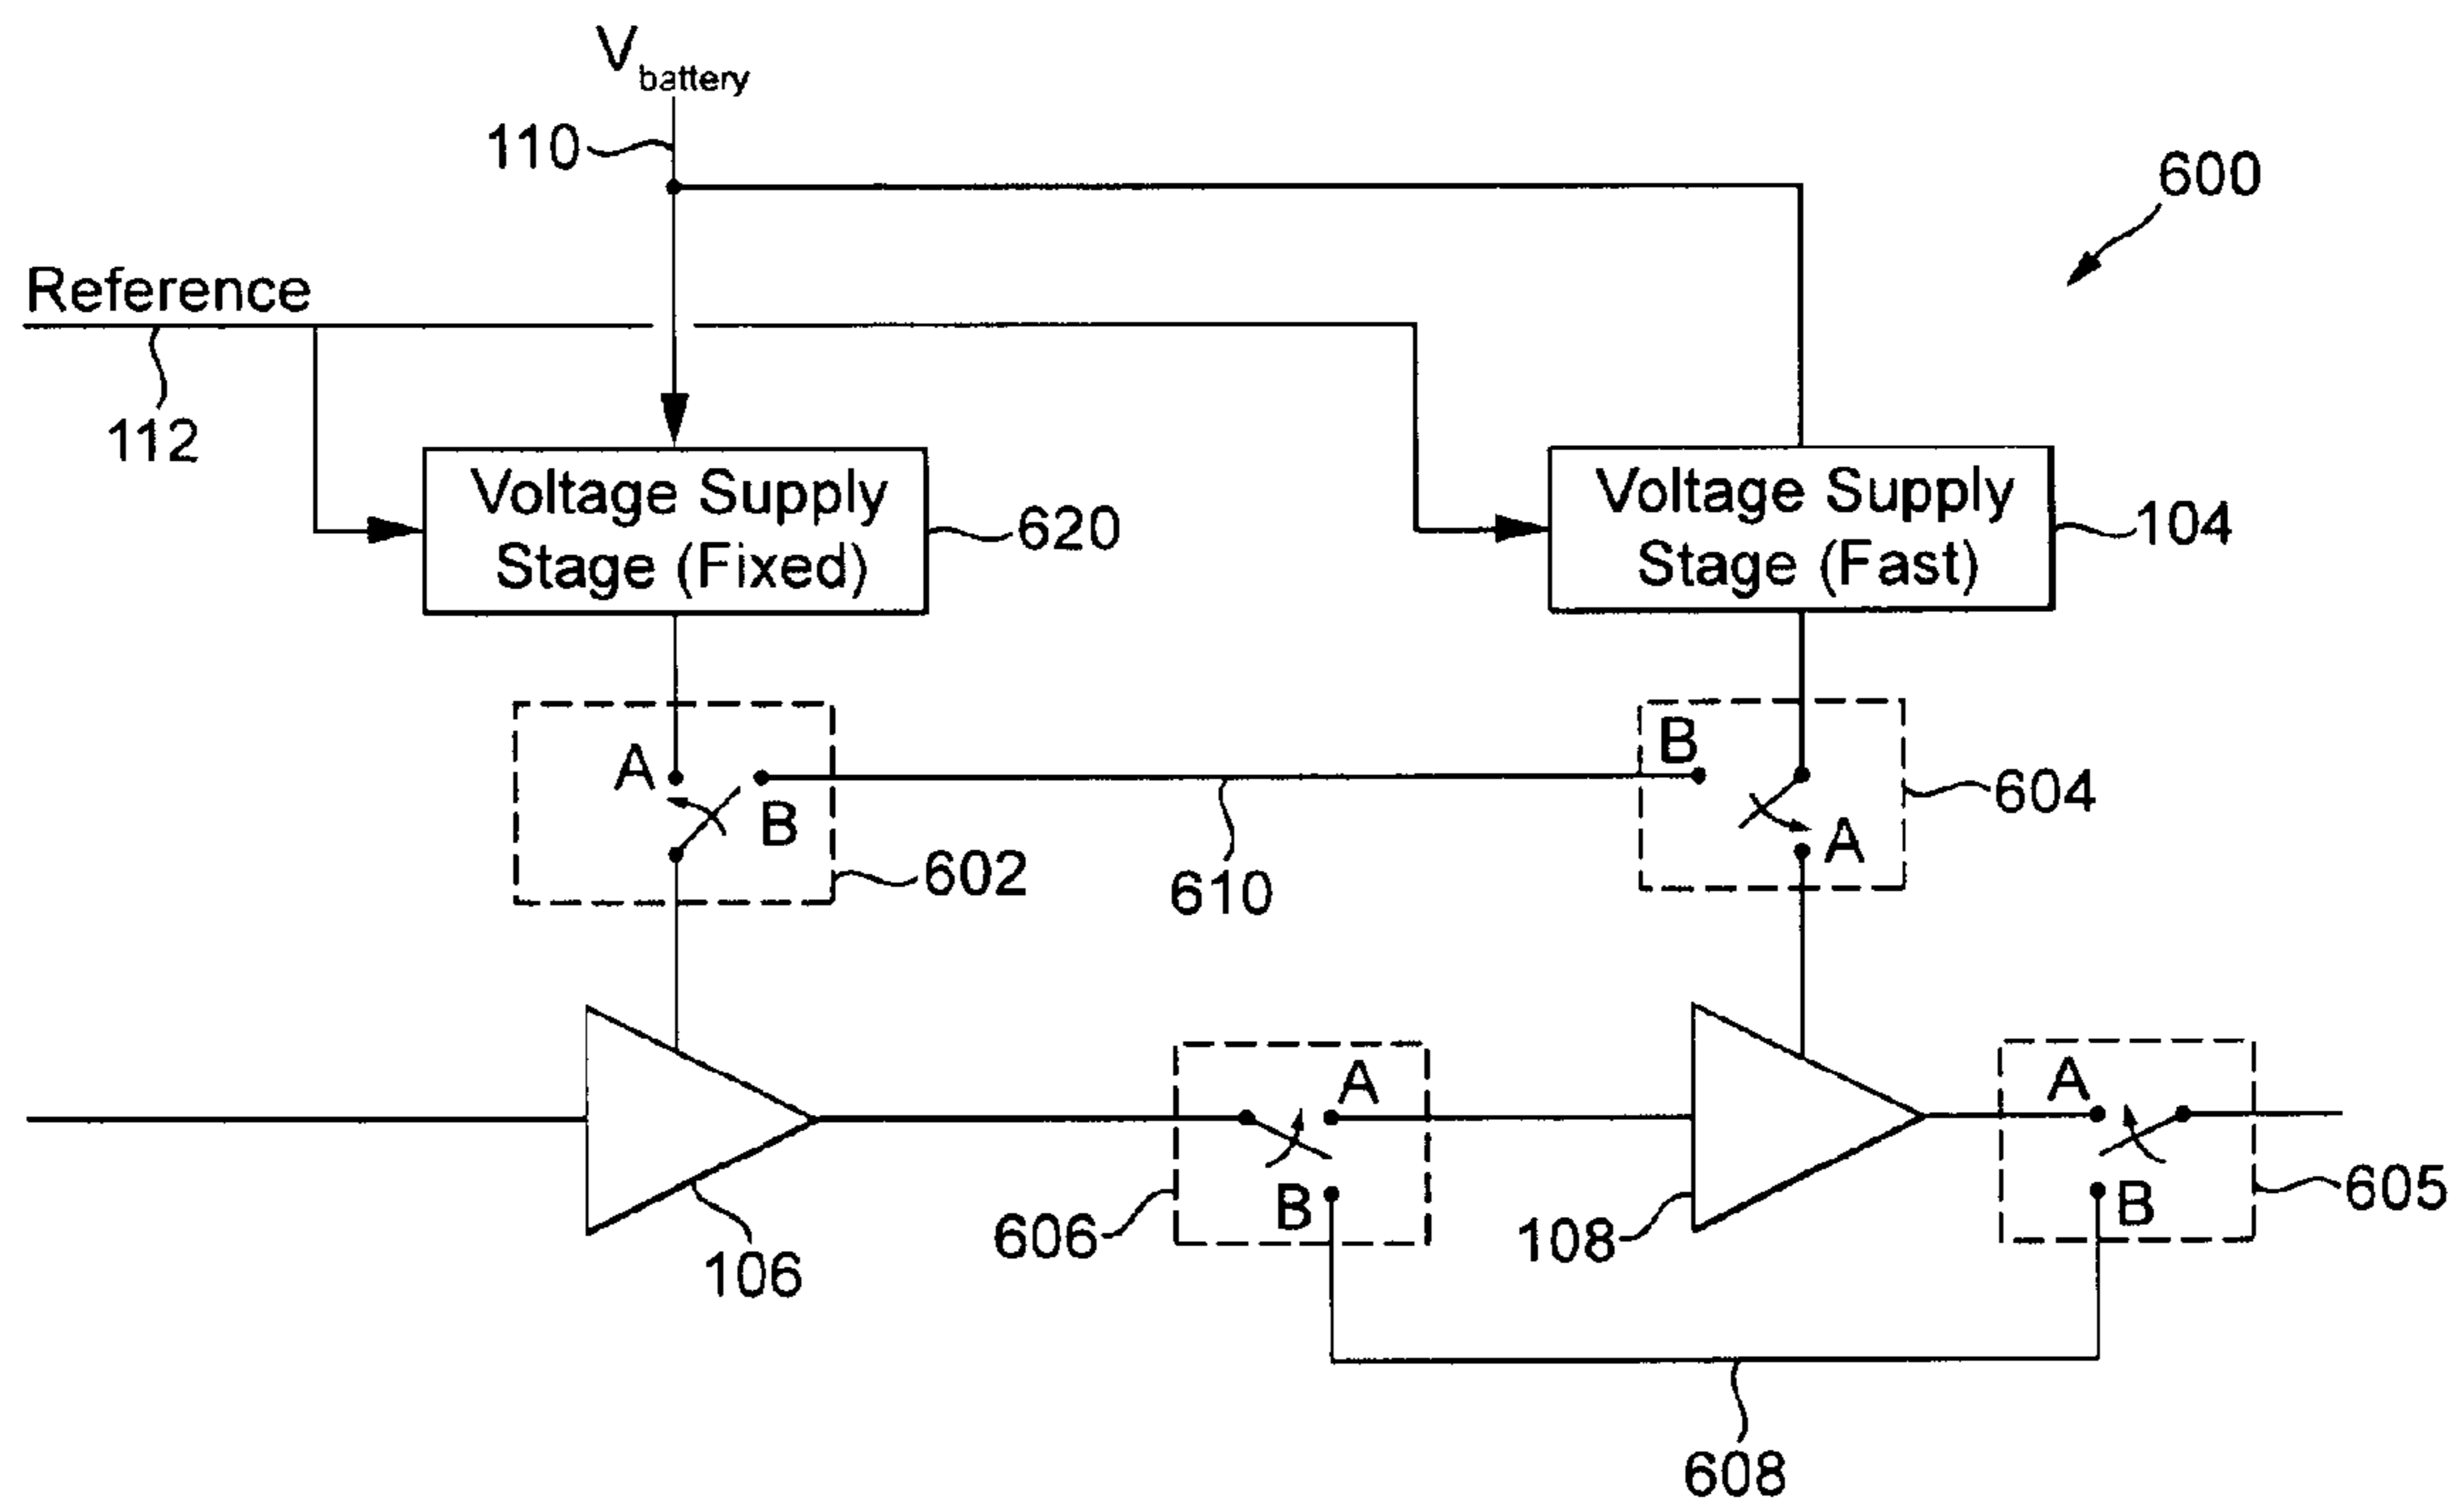 Vbattery
110
600
Reference
112
Voltage Supply
Stage (Fixed)
620
Voltage Supply
Stage (Fast)
104
A
B
602
610
B
A
604
106
A
B
606
108
A
B
605
608